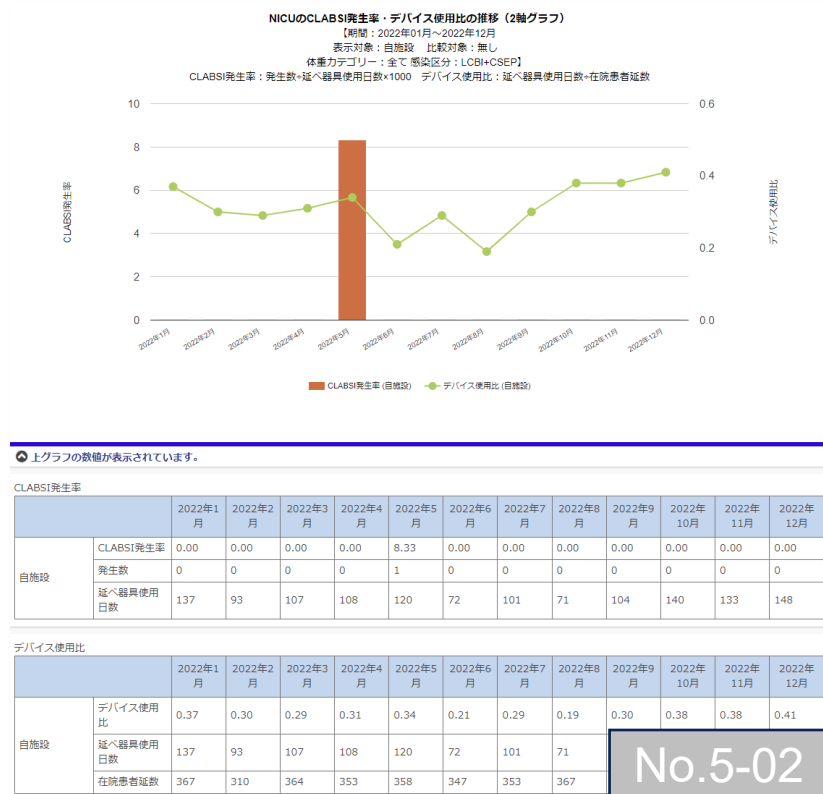 NICUのCLABSI発生率・デバイス使用比の推移（2軸グラフ）
【期間：2022年01月～2022年12月
表示対象：自施設　比較対象：無し
体重カテゴリー：全て 感染区分：LCBI+CSEP】
CLABSI発生率：発生数÷延べ器具使用日数×1000　デバイス使用比：延べ器具使用日数÷在院患者延数
10 0.6
8
6 0.4
4
0.2
2
0 0.0
CLABSI発生率
デバイス使用比
2022年1月 2022年2月 2022年3月 2022年4月 2022年5月 2022年6月 2022年7月 2022年8月 2022年9月 2022年10月 2022年11月 2022年12月
CLABSI発生率 (自施設) デバイス使用比 (自施設)
上グラフの数値が表示されています。
CLABSI発生率
2022年1月 2022年2月 2022年3月 2022年4月 2022年5月 2022年6月 2022年7月 2022年8月 2022年9月 2022年10月 2022年11月 2022年12月
自施設
CLABSI発生率 0.00 0.00 0.00 0.00 8.33 0.00 0.00 0.00 0.00 0.00 0.00 0.00
発生数 0 0 0 0 1 0 0 0 0 0 0 0
延べ器具使用日数 137 93 107 108 120 72 101 71 104 140 133 148
デバイス使用比
2022年1月 2022年2月 2022年3月 2022年4月 2022年5月 2022年6月 2022年7月 2022年8月 2022年9月 2022年10月 2022年11月 2022年12月
自施設
デバイス使用比 0.37 0.30 0.29 0.31 0.34 0.21 0.29 0.19 0.30 0.38 0.38 0.41
延べ器具使用日数 137 93 107 108 120 72 101 71
在院患者延数 367 310 364 353 358 347 353 367
No.5-02